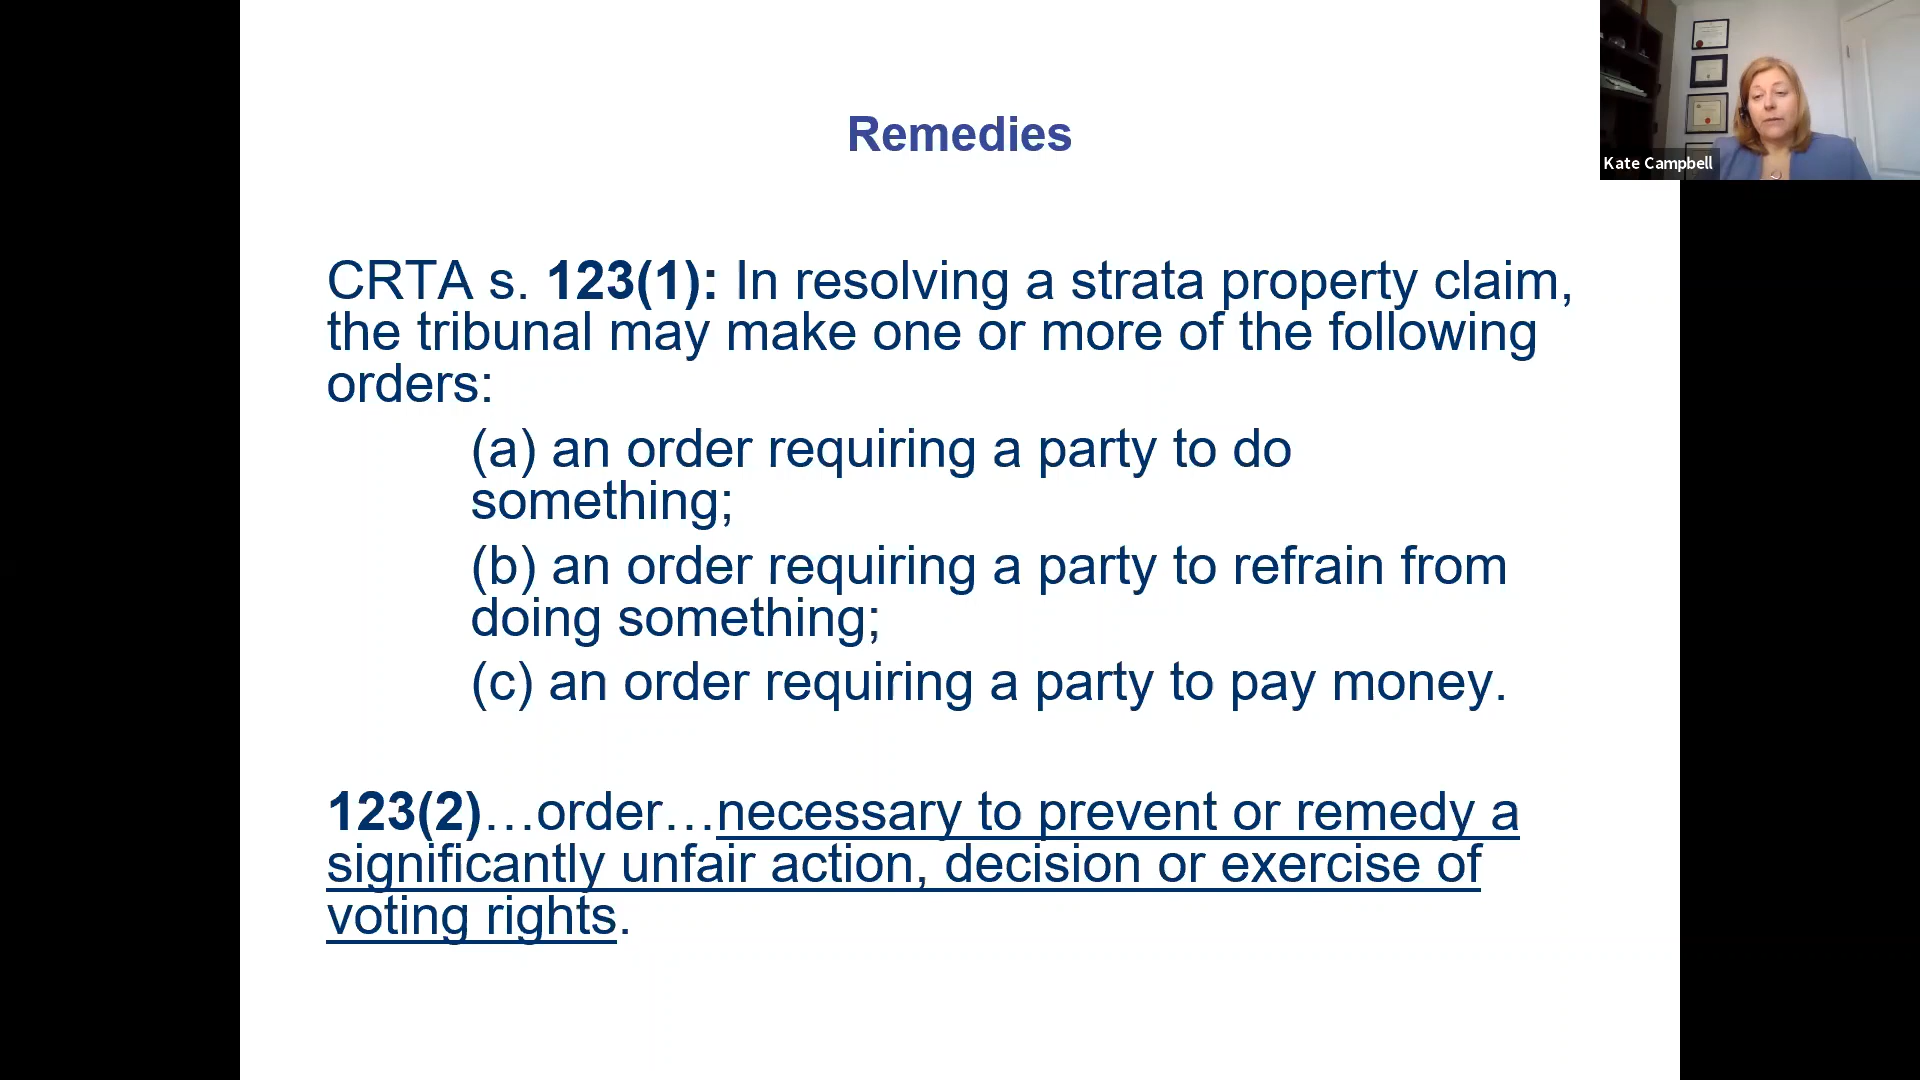 Remedies
Kate Campbell
CRTA s. 123(1): In resolving a strata property claim,
the tribunal may make one or more of the following
orders:
(a) an order requiring a party to do
something;
(b) an order requiring a party to refrain from
doing something;
(c) an order requiring a party to pay money.
123(2)…order…necessary to prevent or remedy a
significantly unfair action, decision or exercise of
voting rights.